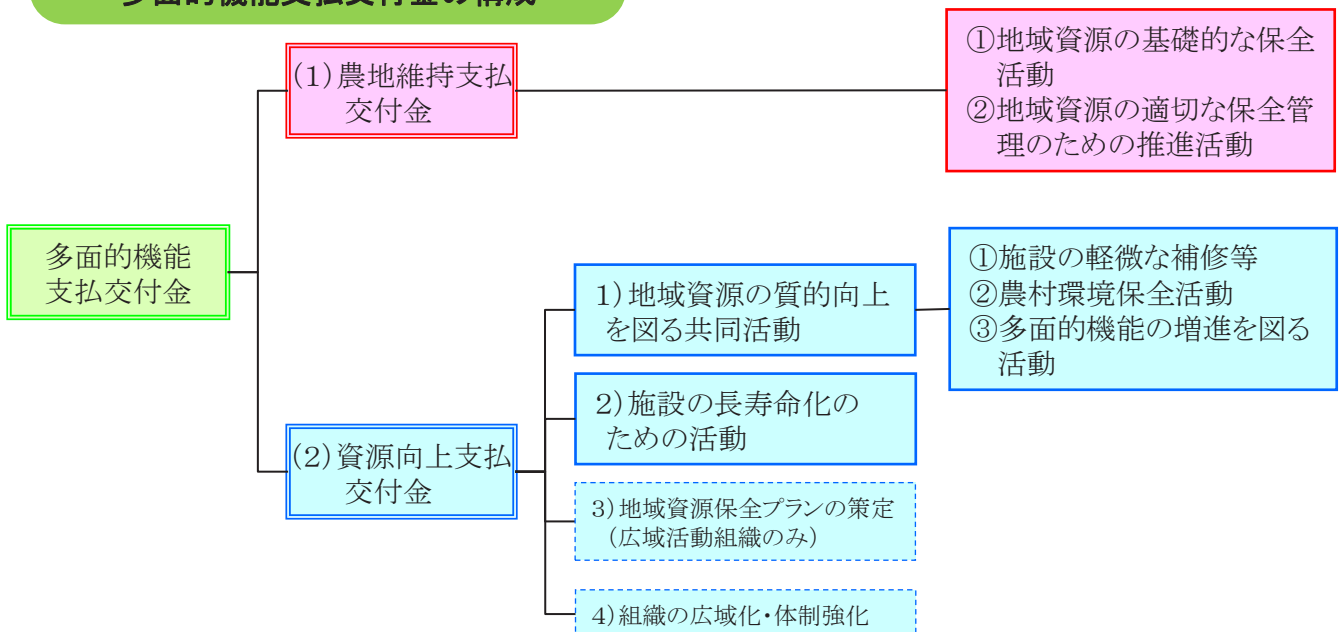 多面的機能支払交付金の構成
(1)農地維持支払
交付金
①地域資源の基礎的な保全
活動
②地域資源の適切な保全管
理のための推進活動
多面的機能
支払交付金
(2)資源向上支払
交付金
1)地域資源の質的向上
を図る共同活動
①施設の軽微な補修等
②農村環境保全活動
③多面的機能の増進を図る
活動
2)施設の長寿命化の
ための活動
3)地域資源保全プランの策定
(広域活動組織のみ)
4)組織の広域化・体制強化